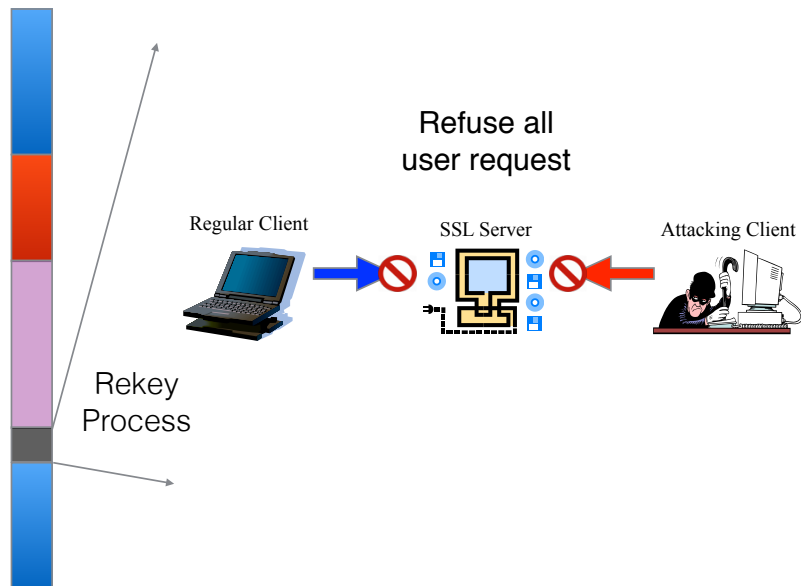 Refuse all
user request
Regular Client
SSL Server
Attacking Client
Rekey
Process